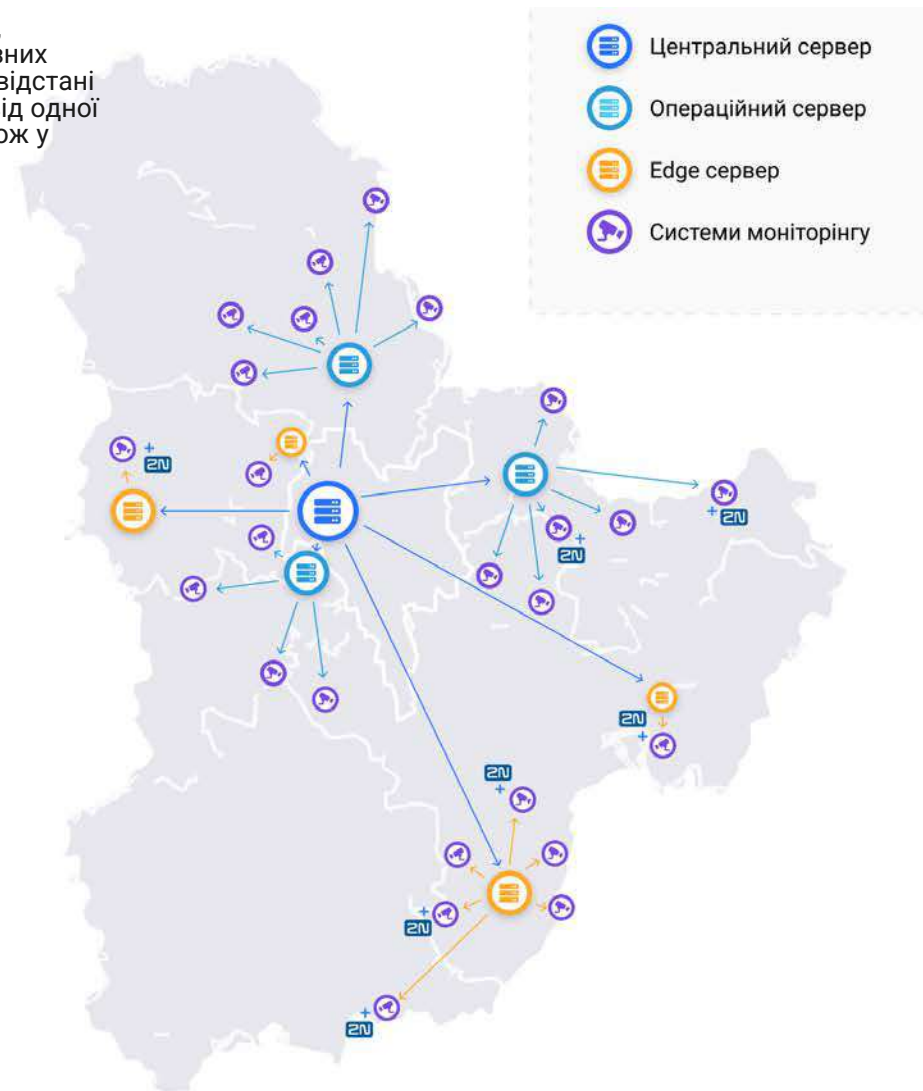 зних
відстані
ід одної
ож у
Центральний сервер
Операційний сервер
Edge сервер
Системи моніторінгу
+
2N
+ 2N
+
2N
2N
+
2N
+
+
2N
+
2N